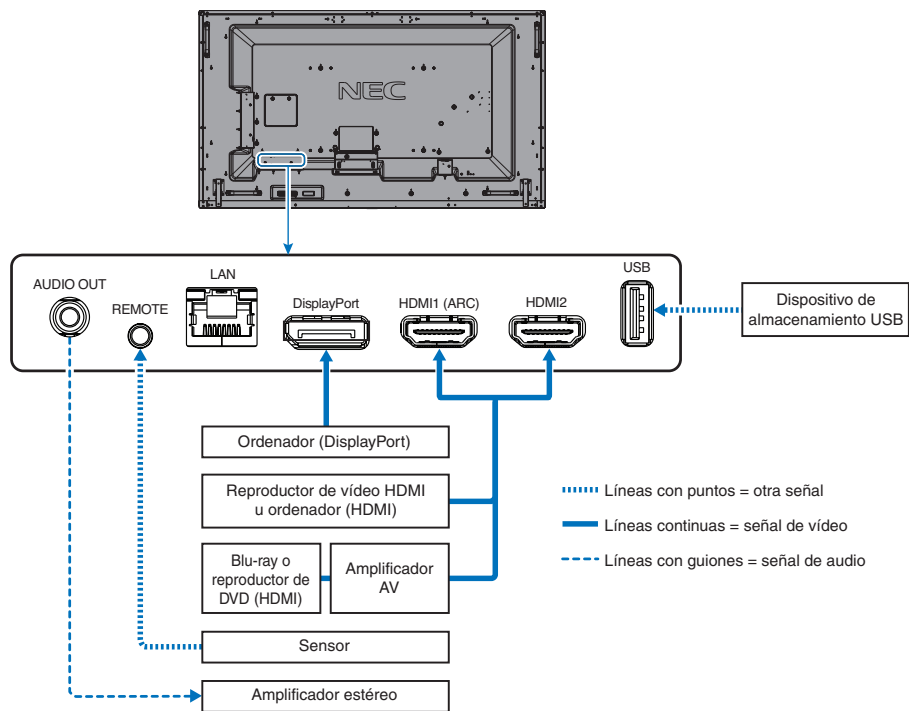 NEC
AUDIO OUT
REMOTE
LAN
DisplayPort
HDMI1 (ARC)
HDMI2
USB
Dispositivo de
almacenamiento USB
Ordenador (DisplayPort)
Reproductor de vídeo HDMI
u ordenador (HDMI)
Blu-ray o
reproductor de
DVD (HDMI)
Amplificador
AV
Sensor
Amplificador estéreo
Líneas con puntos = otra señal
Líneas continuas = señal de vídeo
Líneas con guiones = señal de audio